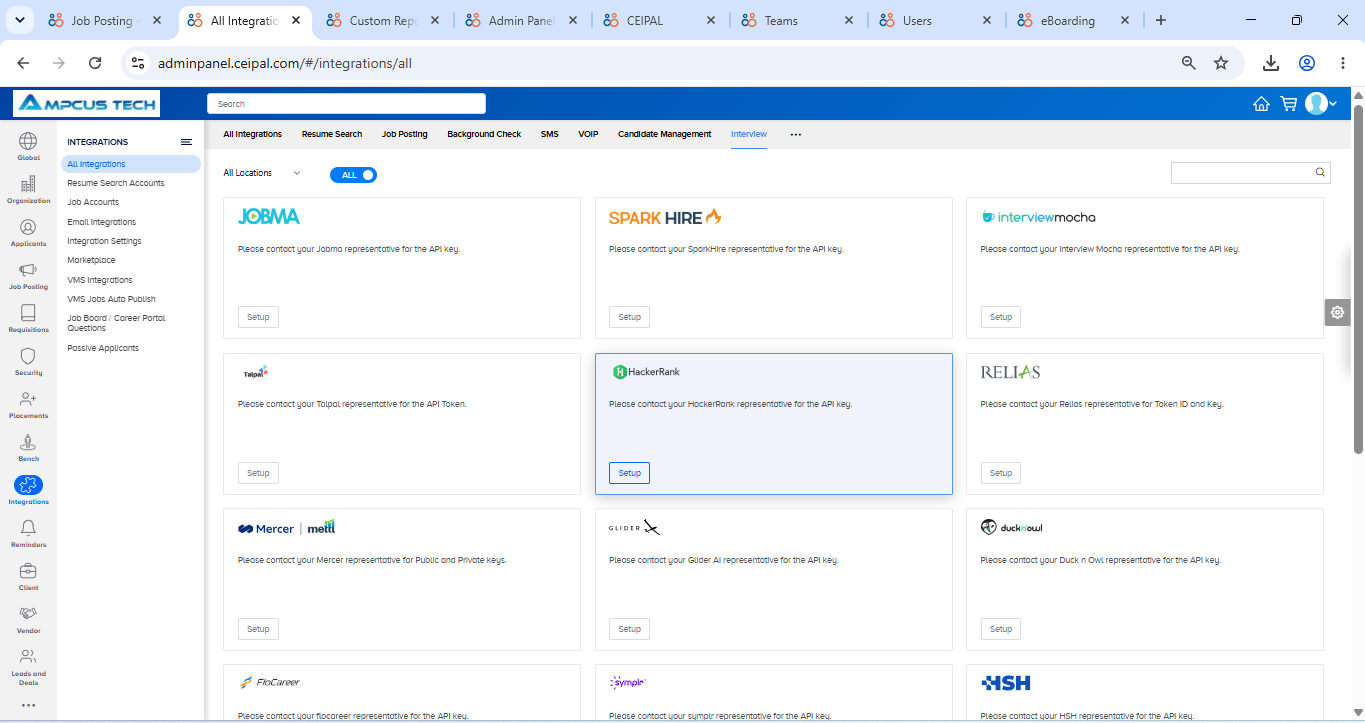 Job Posting -
All Integratio
Custom Repo
Admin Panel
CEIPAL
Teams
Users
eBoarding
adminpanel.ceipal.com/#/integrations/all
AMPCUS TECH
Search
Global
Organization
Applicants
Job Posting
Requisitions
Security
Placements
Bench
Integrations
Reminders
Client
Vendor
Leads and
Deals
INTEGRATIONS
All Integrations
Resume Search Accounts
Job Accounts
Email Integrations
Integration Settings
Marketplace
VMS Integrations
VMS Jobs Auto Publish
Job Board / Career Portal
Questions
Passive Applicants
All Integrations
Resume Search
Job Posting
Background Check
SMS
VOIP
Candidate Management
Interview
All Locations
ALL
JOBMA
Please contact your Jobma representative for the API key.
Setup
SPARK HIRE
Please contact your SparkHire representative for the API key.
Setup
interviewmocha
Please contact your Interview Mocha representative for the API key.
Setup
Talpal
Please contact your Talpal representative for the API Token.
Setup
H HackerRank
Please contact your HackerRank representative for the API key.
Setup
RELIAS
Please contact your Relias representative for Token ID and Key.
Setup
Mercer | mettl
Please contact your Mercer representative for Public and Private keys.
Setup
GLIDER
Please contact your Glider AI representative for the API key.
Setup
duck n owl
Please contact your Duck n Owl representative for the API key.
Setup
FloCareer
Please contact your flocareer representative for the API key.
symplr
Please contact your symplr representative for the API key.
HSH
Please contact your HSH representative for the API key.